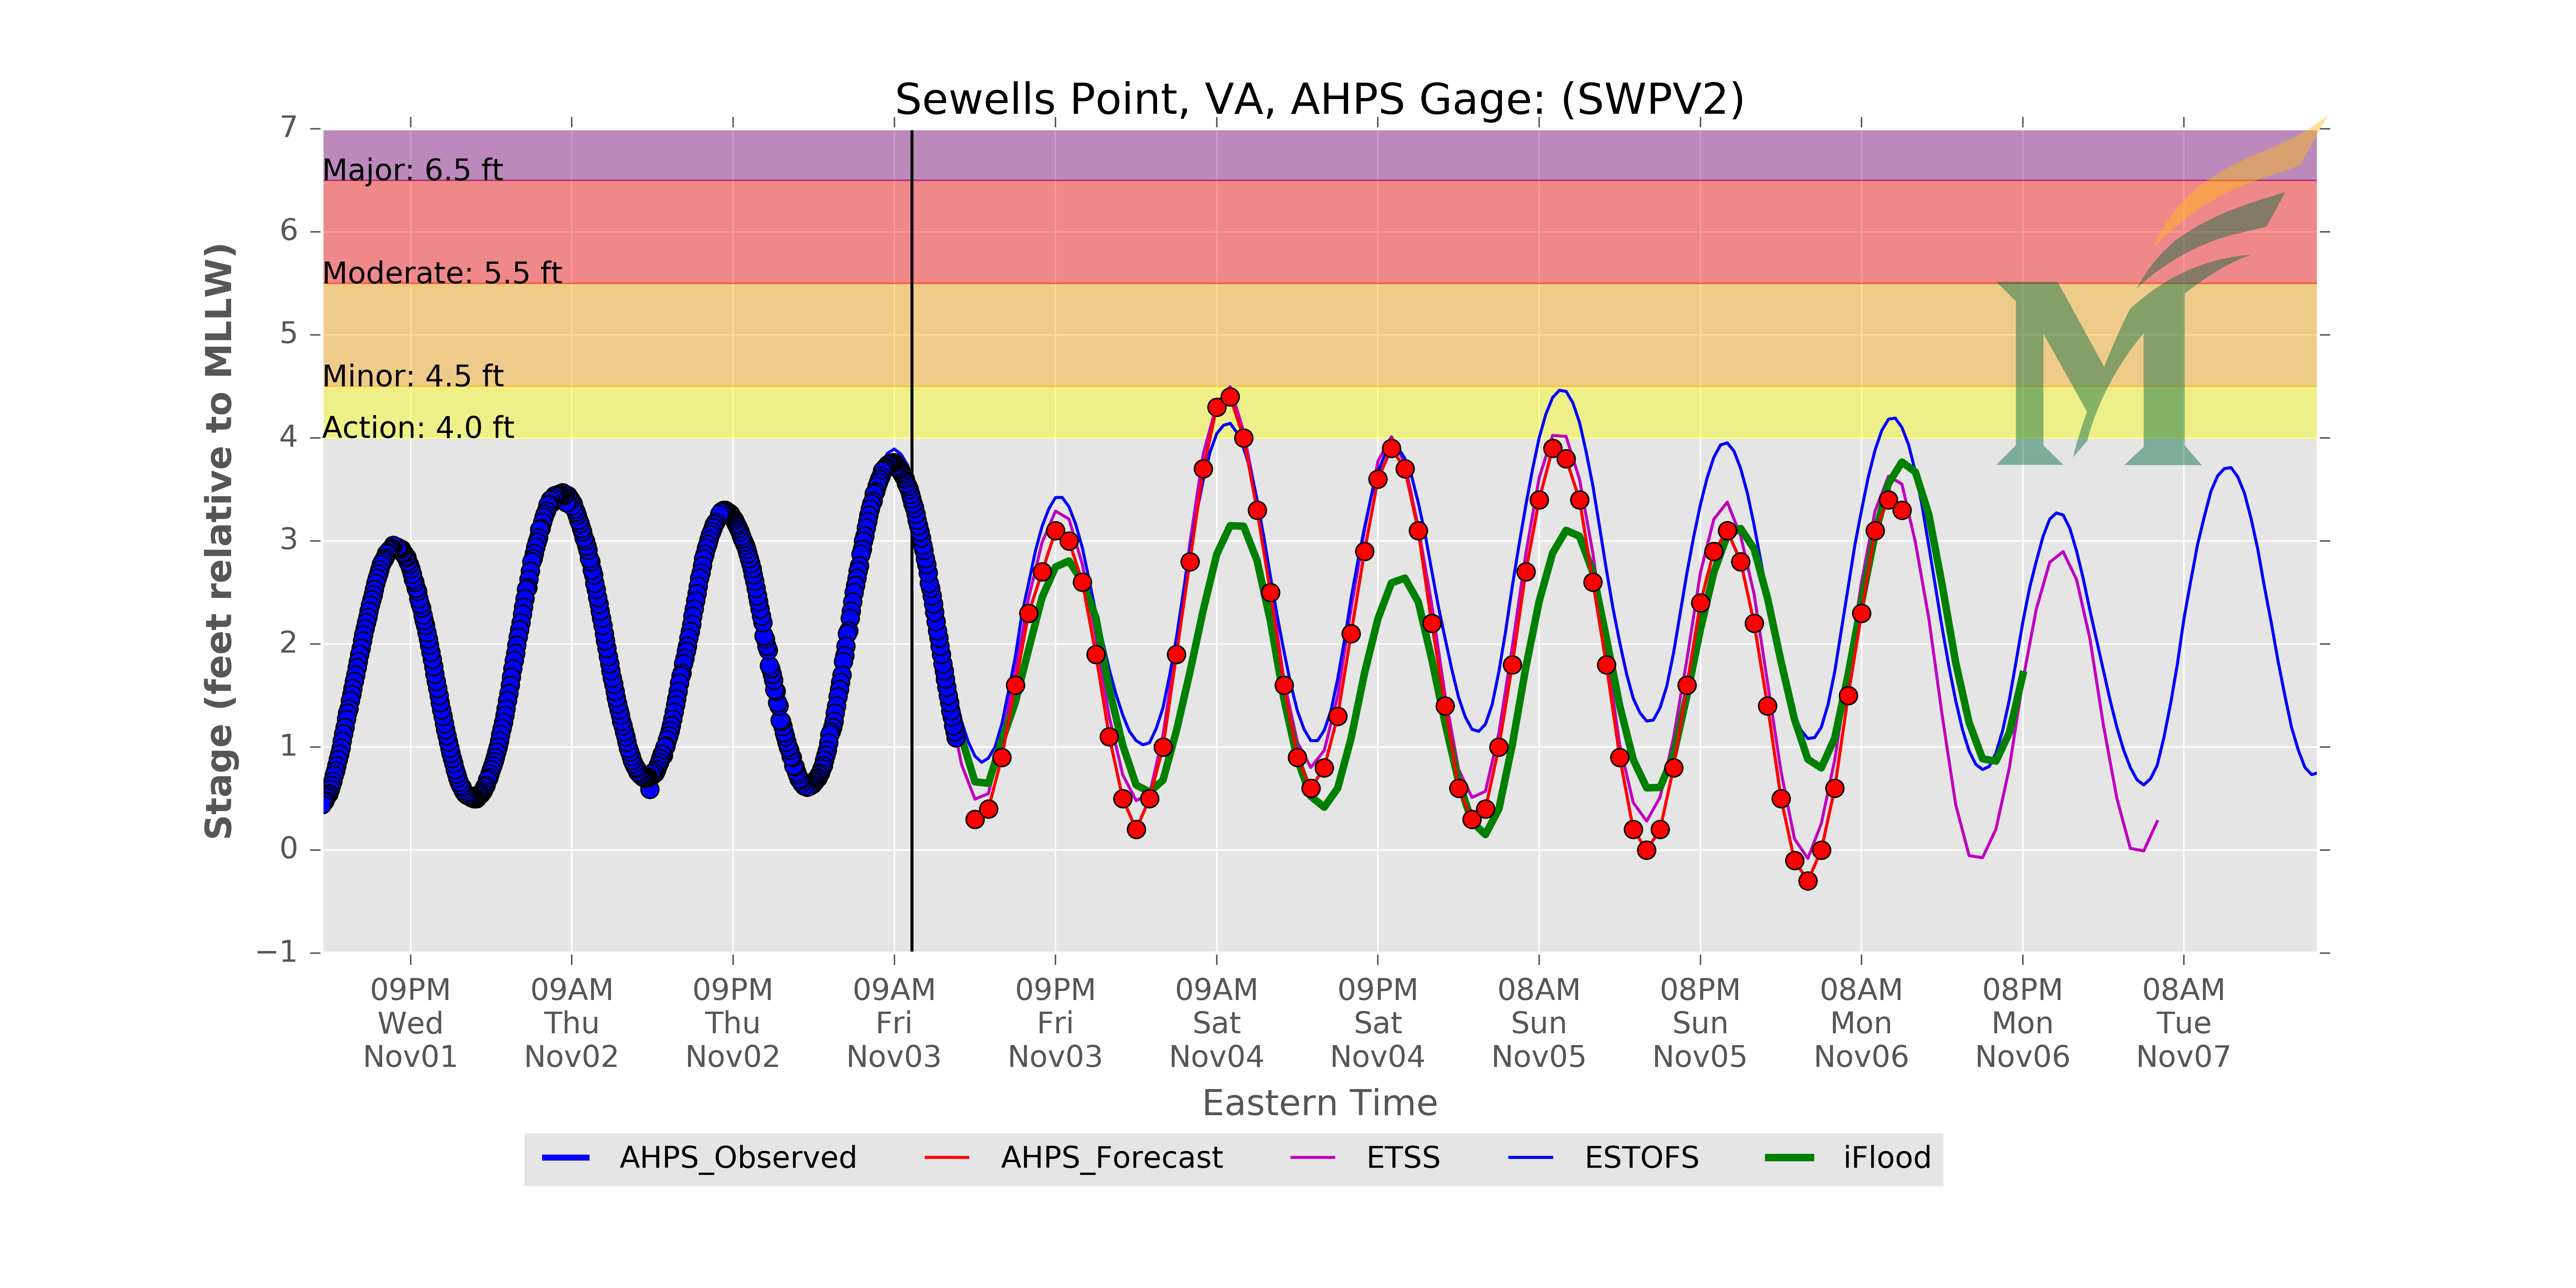 Sewells Point, VA, AHPS Gage: (SWPV2)
Stage (feet relative to MLLW)
7
6
5
4
3
2
1
0
−1
Major: 6.5 ft
Moderate: 5.5 ft
Minor: 4.5 ft
Action: 4.0 ft
M
09PM 09AM 09PM 09AM 09PM 09AM 09PM 08AM 08PM 08AM 08PM 08AM
Wed Thu Thu Fri Fri Sat Sat Sun Sun Mon Mon Tue
Nov01 Nov02 Nov02 Nov03 Nov03 Nov04 Nov04 Nov05 Nov05 Nov06 Nov06 Nov07
Eastern Time
AHPS_Observed AHPS_Forecast ETSS ESTOFS iFlood